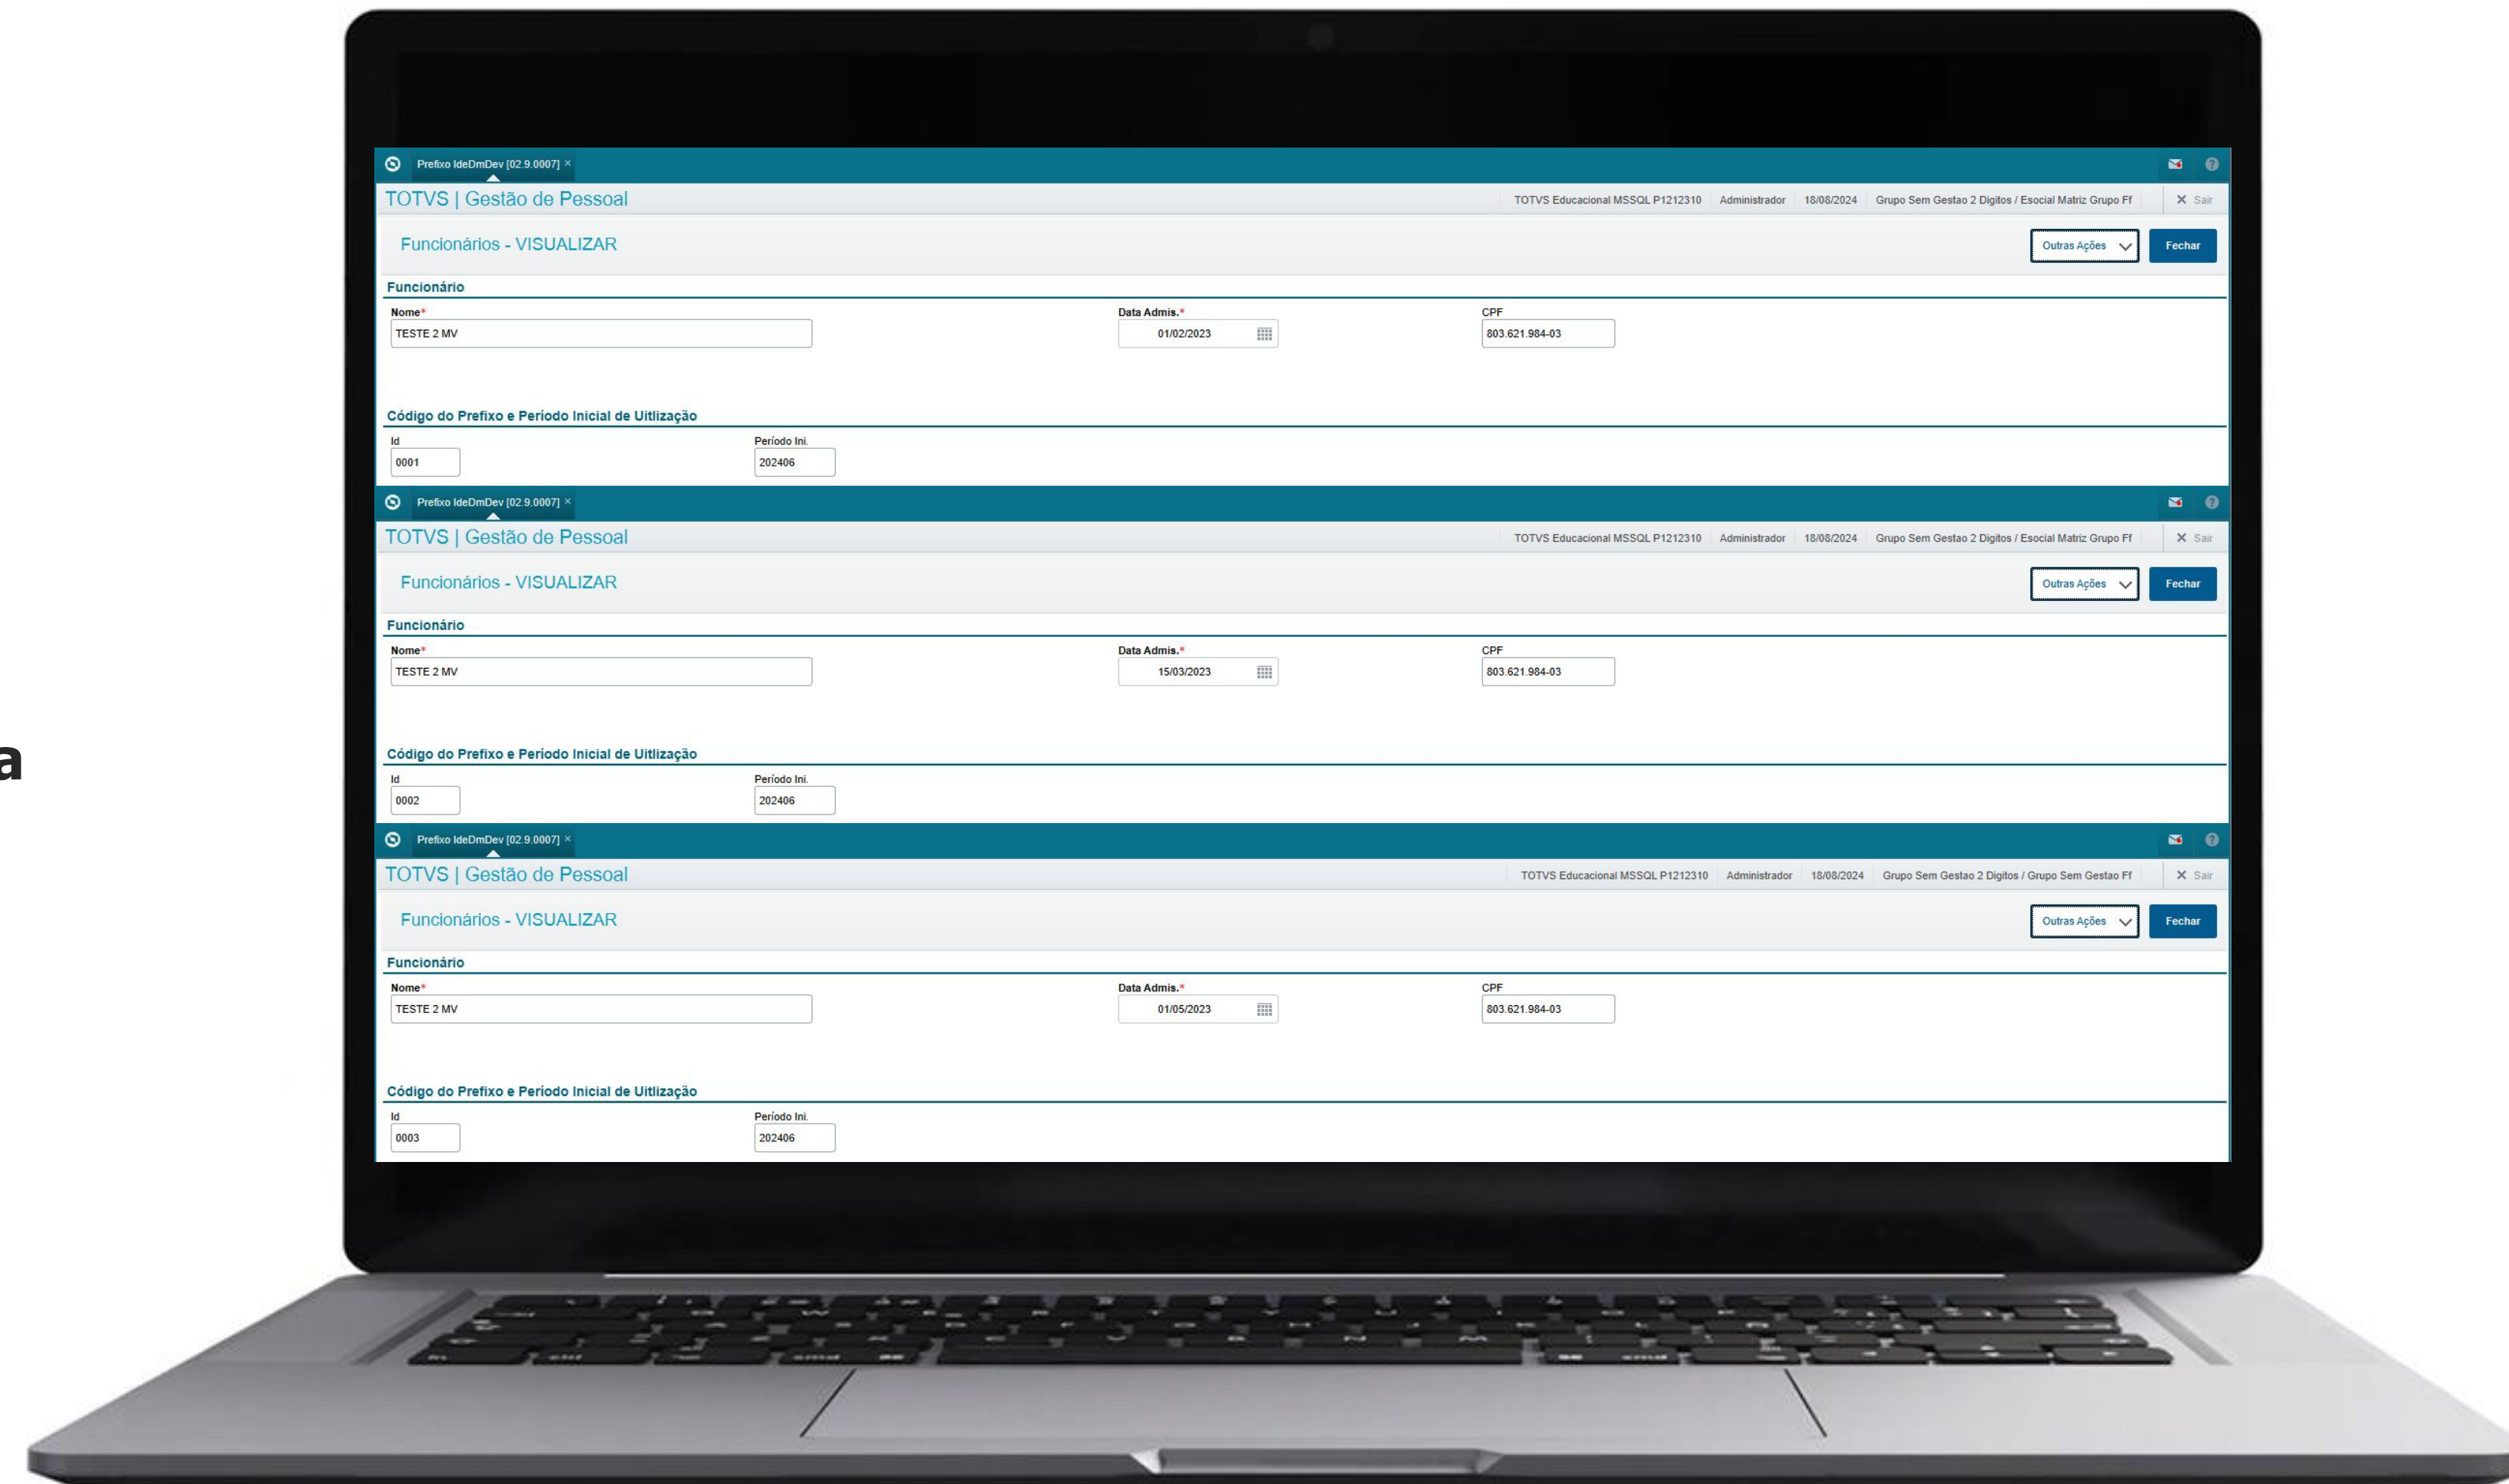 a
Prefixo IdeDmDev [02.9.0007] ×
TOTVS | Gestão de Pessoal TOTVS Educacional MSSQL P1212310 Administrador 18/08/2024 Grupo Sem Gestao 2 Digitos / Esocial Matriz Grupo Ff X Sair
Funcionários - VISUALIZAR Outras Ações Fechar
Funcionário
Nome* Data Admis.* CPF
TESTE 2 MV 01/02/2023 803.621.984-03
Código do Prefixo e Período Inicial de Uitlização
Id Período Ini.
0001 202406
Prefixo IdeDmDev [02.9.0007] ×
TOTVS | Gestão de Pessoal TOTVS Educacional MSSQL P1212310 Administrador 18/08/2024 Grupo Sem Gestao 2 Digitos / Esocial Matriz Grupo Ff X Sair
Funcionários - VISUALIZAR Outras Ações Fechar
Funcionário
Nome* Data Admis.* CPF
TESTE 2 MV 15/03/2023 803.621.984-03
Código do Prefixo e Período Inicial de Uitlização
Id Período Ini.
0002 202406
Prefixo IdeDmDev [02.9.0007] ×
TOTVS | Gestão de Pessoal TOTVS Educacional MSSQL P1212310 Administrador 18/08/2024 Grupo Sem Gestao 2 Digitos / Grupo Sem Gestao Ff X Sair
Funcionários - VISUALIZAR Outras Ações Fechar
Funcionário
Nome* Data Admis.* CPF
TESTE 2 MV 01/05/2023 803.621.984-03
Código do Prefixo e Período Inicial de Uitlização
Id Período Ini.
0003 202406